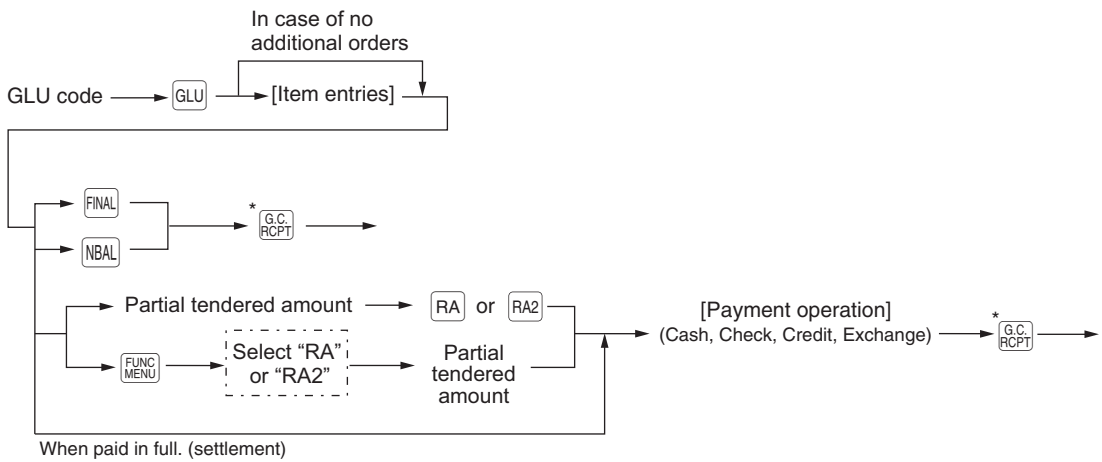 In case of no
additional orders
GLU code GLU [Item entries]
FINAL
* G.C.
RCPT
NBAL
Partial tendered amount RA or RA2
[Payment operation]
(Cash, Check, Credit, Exchange)
* G.C.
RCPT
FUNC
MENU
Select “RA”
or “RA2”
Partial
tendered
amount
When paid in full. (settlement)